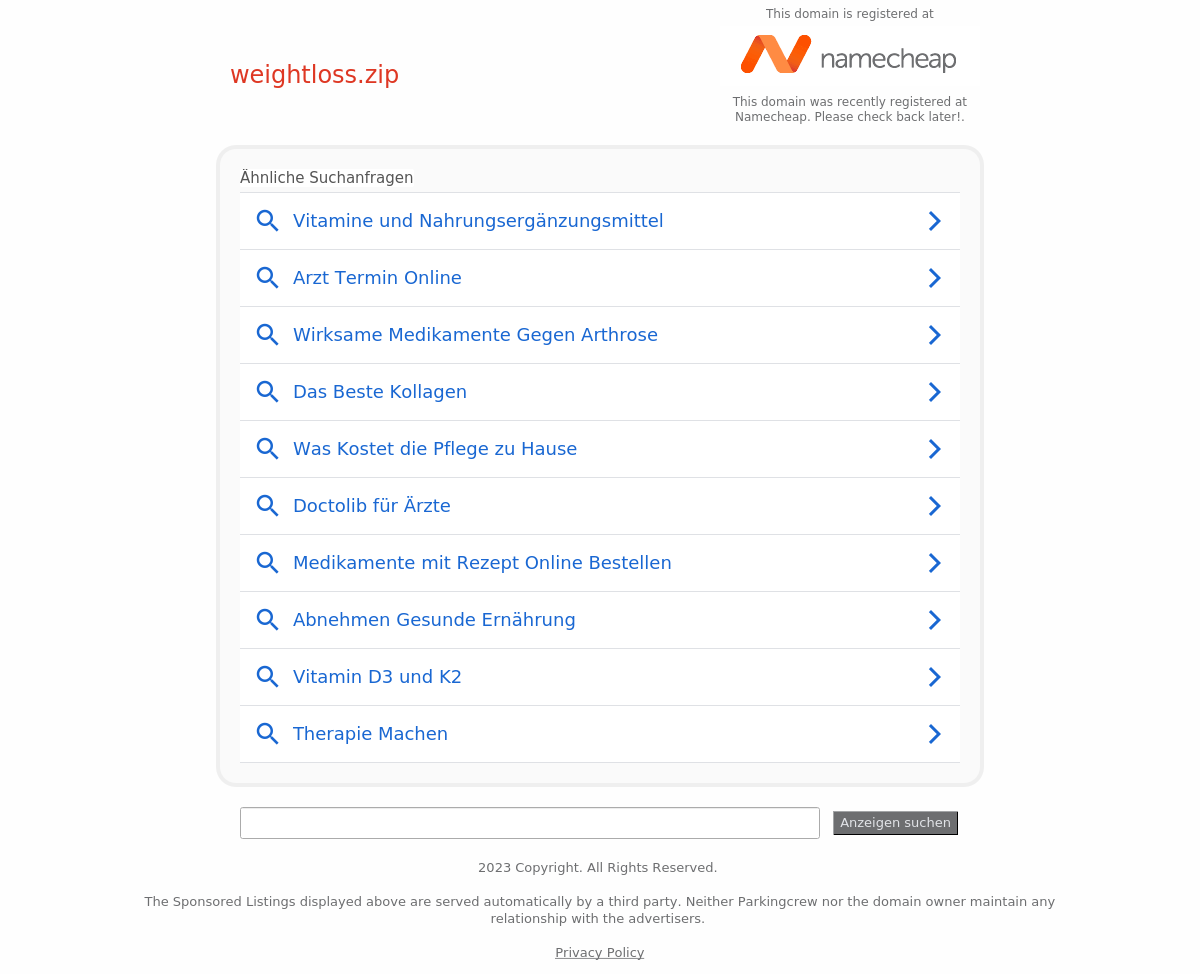 This domain is registered at
namecheap
weightloss.zip
This domain was recently registered at
Namecheap. Please check back later!.
Ähnliche Suchanfragen
Vitamine und Nahrungsergänzungsmittel
Arzt Termin Online
Wirksame Medikamente Gegen Arthrose
Das Beste Kollagen
Was Kostet die Pflege zu Hause
Doctolib für Ärzte
Medikamente mit Rezept Online Bestellen
Abnehmen Gesunde Ernährung
Vitamin D3 und K2
Therapie Machen
Anzeigen suchen
2023 Copyright. All Rights Reserved.
The Sponsored Listings displayed above are served automatically by a third party. Neither Parkingcrew nor the domain owner maintain any
relationship with the advertisers.
Privacy Policy